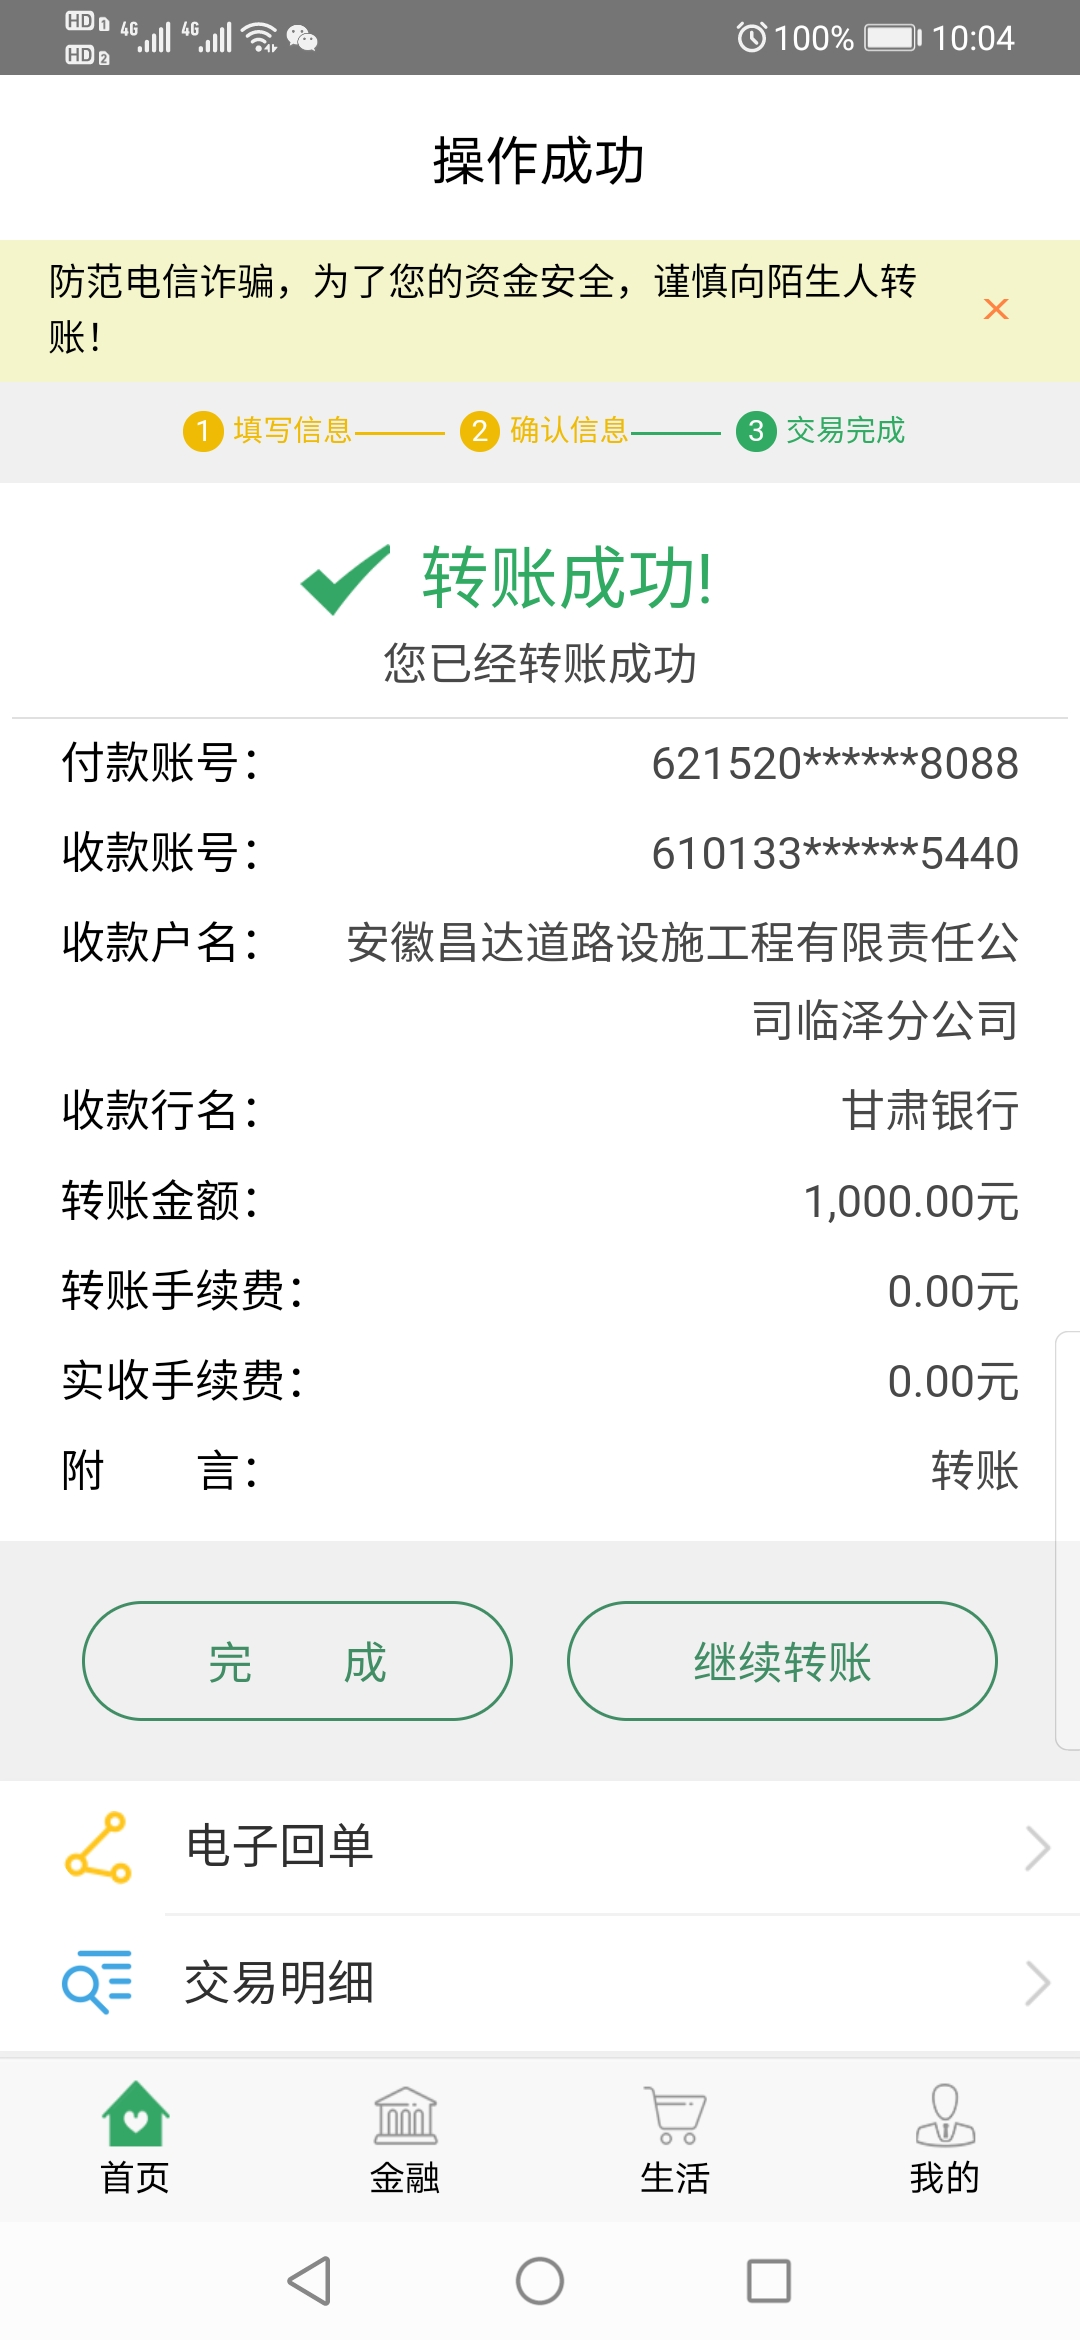 HD 1 4G 4G 100% 10:04
HD 2
操作成功
防范电信诈骗，为了您的资金安全，谨慎向陌生人转
账！
1 填写信息 2 确认信息 3 交易完成
转账成功!
您已经转账成功
付款账号： 621520******8088
收款账号： 610133******5440
收款户名： 安徽昌达道路设施工程有限责任公
司临泽分公司
收款行名： 甘肃银行
转账金额： 1,000.00元
转账手续费： 0.00元
实收手续费： 0.00元
附 言： 转账
完 成 继续转账
电子回单
交易明细
首页 金融 生活 我的